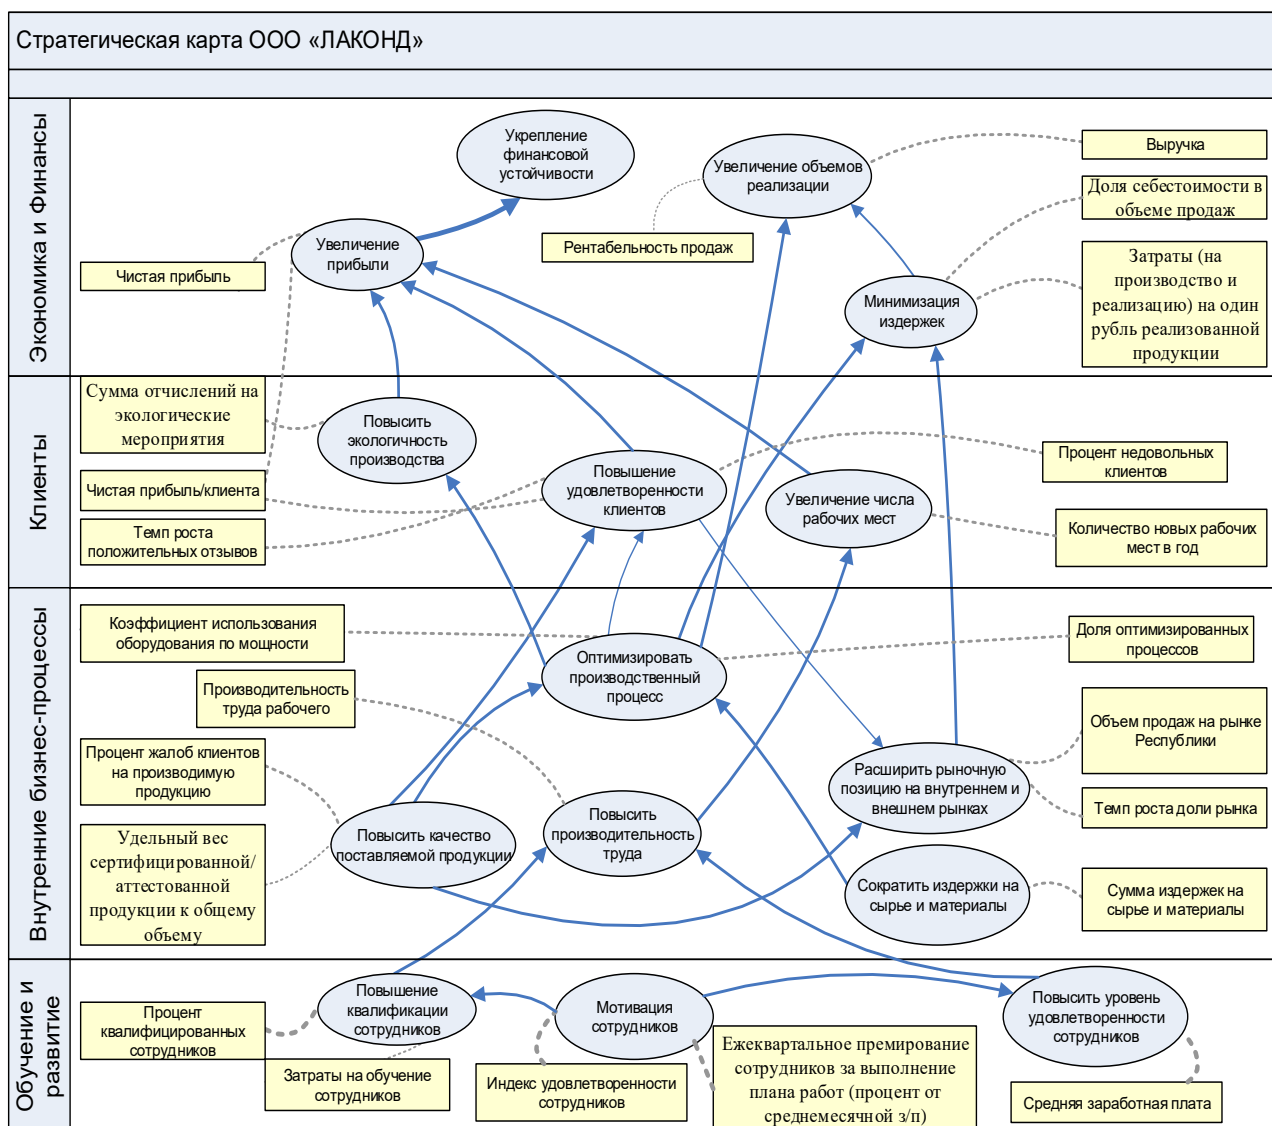 Стратегическая карта ООО «ЛАКОНД»
Экономика и Финансы
Укрепление
финансовой
устойчивости
Увеличение объемов
реализации
Выручка
Доля себестоимости в
объеме продаж
Рентабельность продаж
Увеличение
прибыли
Чистая прибыль
Затраты (на
производство и
реализацию) на один
рубль реализованной
продукции
Минимизация
издержек
Клиенты
Сумма отчислений на
экологические
мероприятия
Повысить
экологичность
производства
Повышение
удовлетворенности
клиентов
Процент недовольных
клиентов
Чистая прибыль/клиента
Увеличение числа
рабочих мест
Темп роста
положительных отзывов
Количество новых рабочих
мест в год
Внутренние бизнес-процессы
Коэффициент использования
оборудования по мощности
Оптимизировать
производственный
процесс
Доля оптимизированных
процессов
Производительность
труда рабочего
Объем продаж на рынке
Республики
Процент жалоб клиентов
на производимую
продукцию
Расширить рыночную
позицию на внутреннем и
внешнем рынках
Темп роста доли рынка
Повысить качество
поставляемой продукции
Повысить
производительность
труда
Удельный вес
сертифицированной/
аттестованной
продукции к общему
объему
Сократить издержки на
сырье и материалы
Сумма издержек на
сырье и материалы
Обучение и
развитие
Повышение
квалификации
сотрудников
Мотивация
сотрудников
Повысить уровень
удовлетворенности
сотрудников
Процент
квалифицированных
сотрудников
Затраты на обучение
сотрудников
Индекс удовлетворенности
сотрудников
Ежеквартальное премирование
сотрудников за выполнение
плана работ (процент от
среднемесячной з/п)
Средняя заработная плата